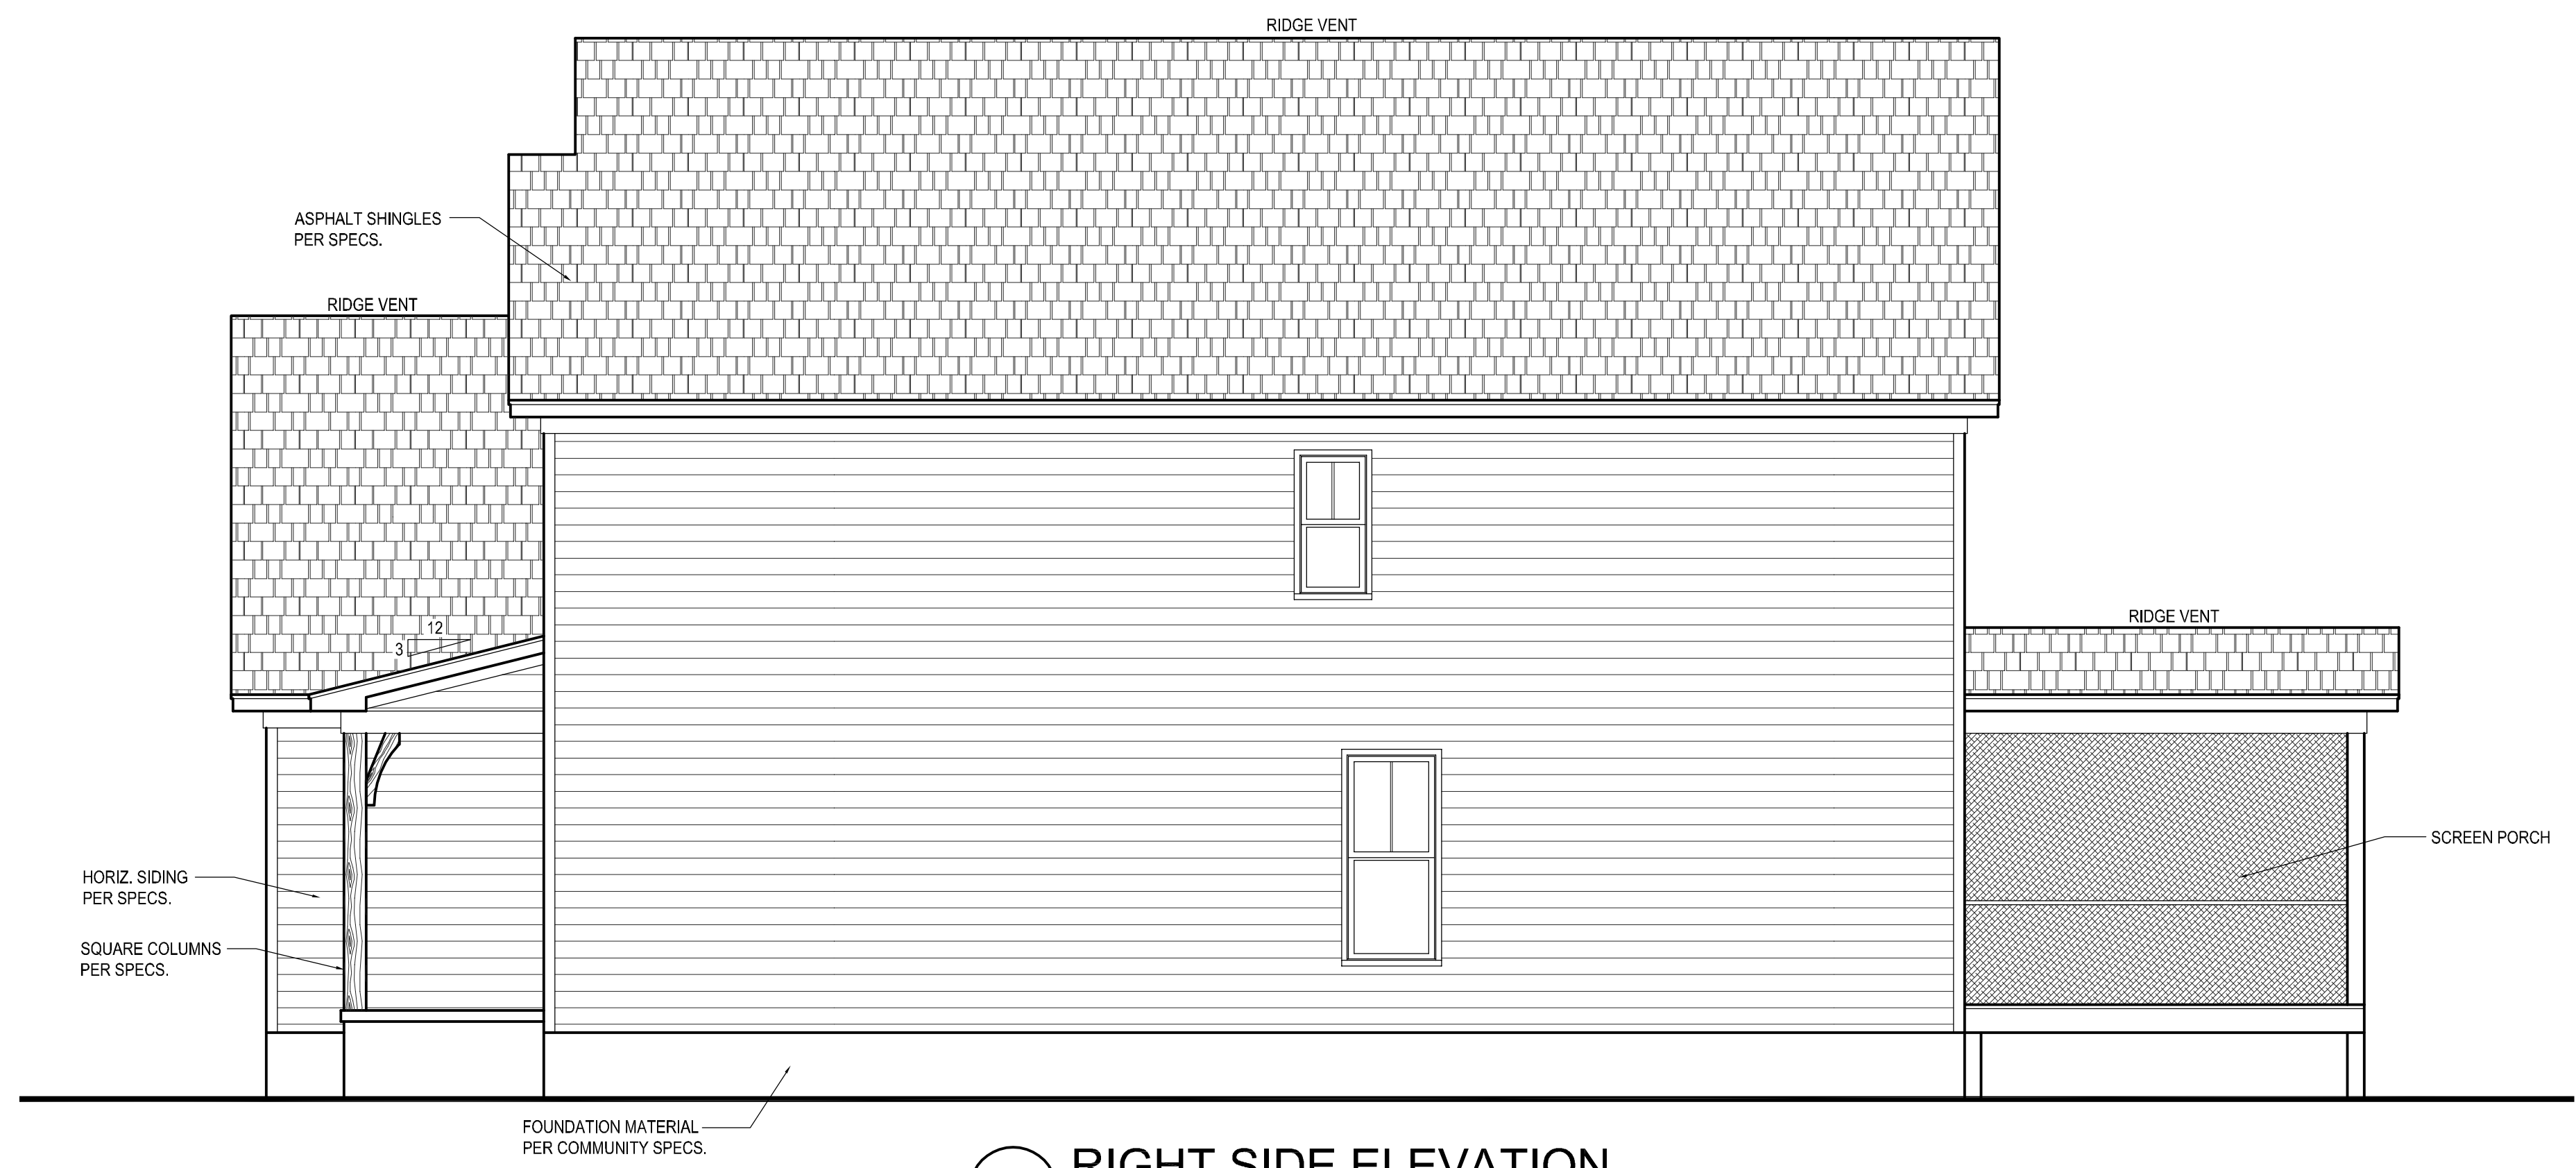 RIDGE VENT
ASPHALT SHINGLES
PER SPECS.
RIDGE VENT
RIDGE VENT
12
3
SCREEN PORCH
HORIZ. SIDING
PER SPECS.
SQUARE COLUMNS
PER SPECS.
FOUNDATION MATERIAL
PER COMMUNITY SPECS.
RIGHT SIDE ELEVATION